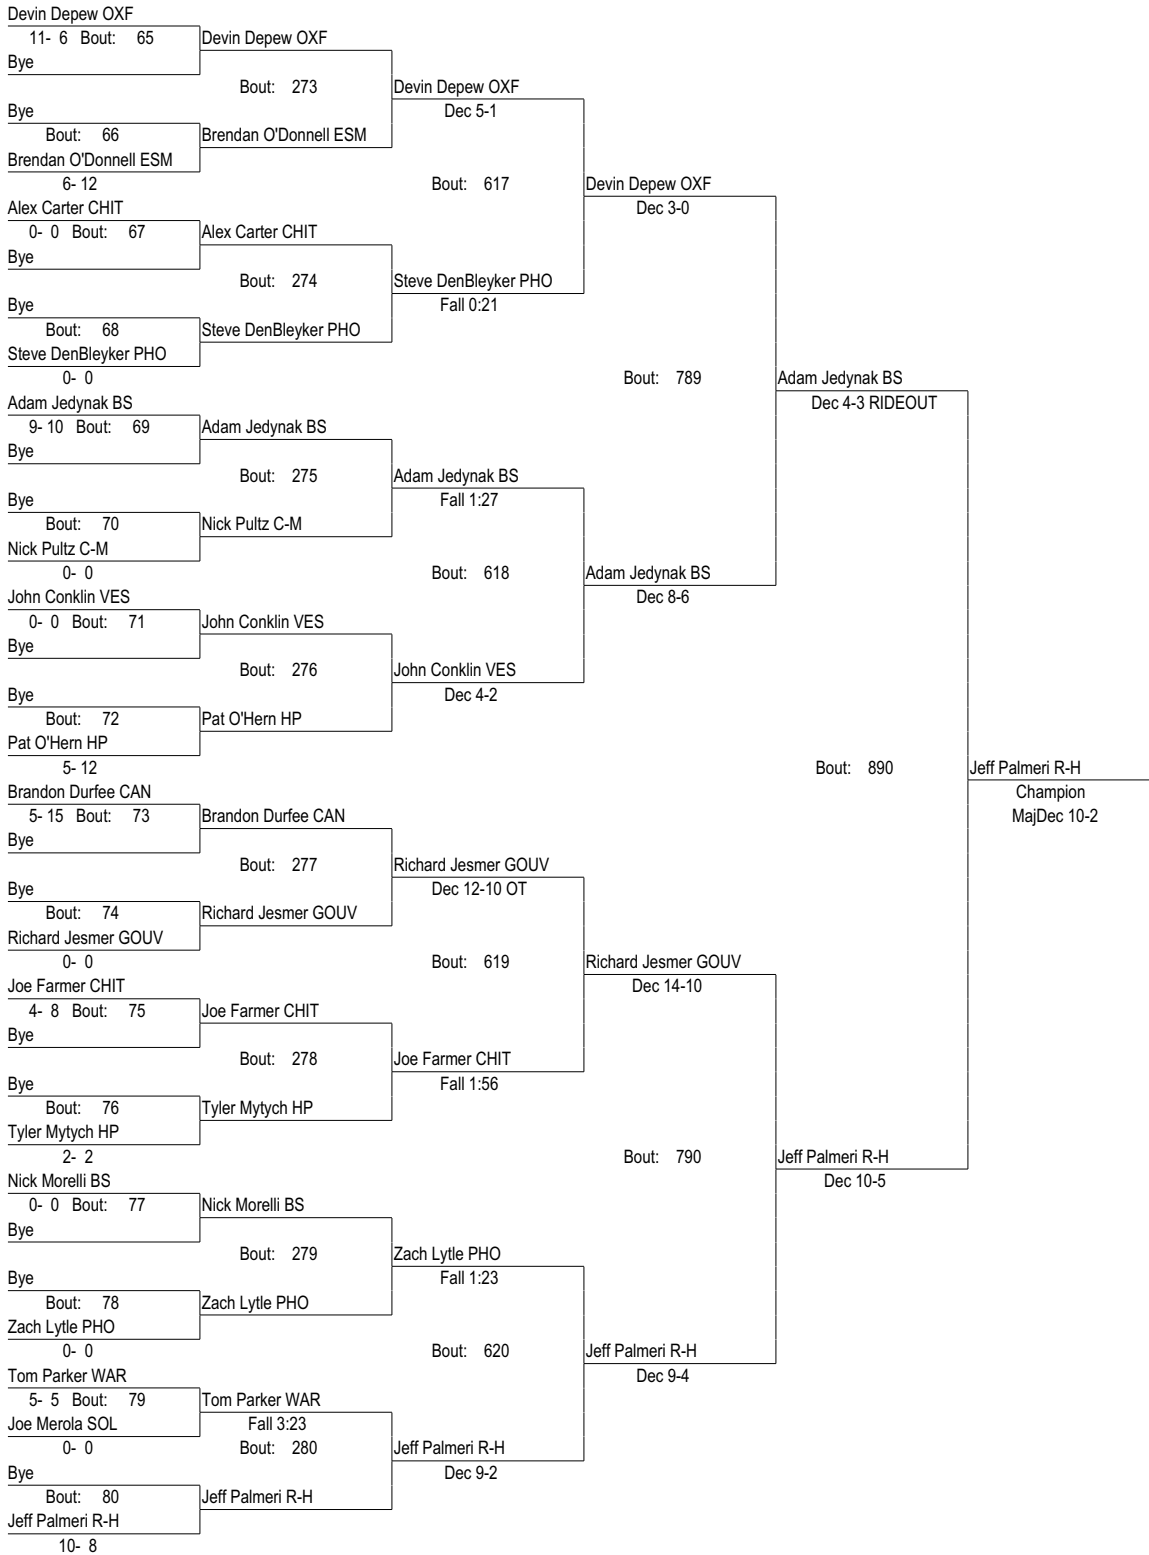 Devin Depew OXF
11- 6 Bout: 65 Devin Depew OXF
Bye
Bout: 273 Devin Depew OXF
Bye Dec 5-1
Bout: 66 Brendan O'Donnell ESM
Brendan O'Donnell ESM
6- 12 Bout: 617 Devin Depew OXF
Alex Carter CHIT Dec 3-0
0- 0 Bout: 67 Alex Carter CHIT
Bye
Bout: 274 Steve DenBleyker PHO
Bye Fall 0:21
Bout: 68 Steve DenBleyker PHO
Steve DenBleyker PHO
0- 0 Bout: 789 Adam Jedynak BS
Adam Jedynak BS Dec 4-3 RIDEOUT
9- 10 Bout: 69 Adam Jedynak BS
Bye
Bout: 275 Adam Jedynak BS
Bye Fall 1:27
Bout: 70 Nick Pultz C-M
Nick Pultz C-M
0- 0 Bout: 618 Adam Jedynak BS
John Conklin VES Dec 8-6
0- 0 Bout: 71 John Conklin VES
Bye
Bout: 276 John Conklin VES
Bye Dec 4-2
Bout: 72 Pat O'Hern HP
Pat O'Hern HP
5- 12 Bout: 890 Jeff Palmeri R-H
Brandon Durfee CAN Champion
5- 15 Bout: 73 Brandon Durfee CAN MajDec 10-2
Bye
Bout: 277 Richard Jesmer GOUV
Bye Dec 12-10 OT
Bout: 74 Richard Jesmer GOUV
Richard Jesmer GOUV
0- 0 Bout: 619 Richard Jesmer GOUV
Joe Farmer CHIT Dec 14-10
4- 8 Bout: 75 Joe Farmer CHIT
Bye
Bout: 278 Joe Farmer CHIT
Bye Fall 1:56
Bout: 76 Tyler Mytych HP
Tyler Mytych HP
2- 2 Bout: 790 Jeff Palmeri R-H
Nick Morelli BS Dec 10-5
0- 0 Bout: 77 Nick Morelli BS
Bye
Bout: 279 Zach Lytle PHO
Bye Fall 1:23
Bout: 78 Zach Lytle PHO
Zach Lytle PHO
0- 0 Bout: 620 Jeff Palmeri R-H
Tom Parker WAR Dec 9-4
5- 5 Bout: 79 Tom Parker WAR
Joe Merola SOL Fall 3:23
0- 0 Bout: 280 Jeff Palmeri R-H
Bye Dec 9-2
Bout: 80 Jeff Palmeri R-H
Jeff Palmeri R-H
10- 8